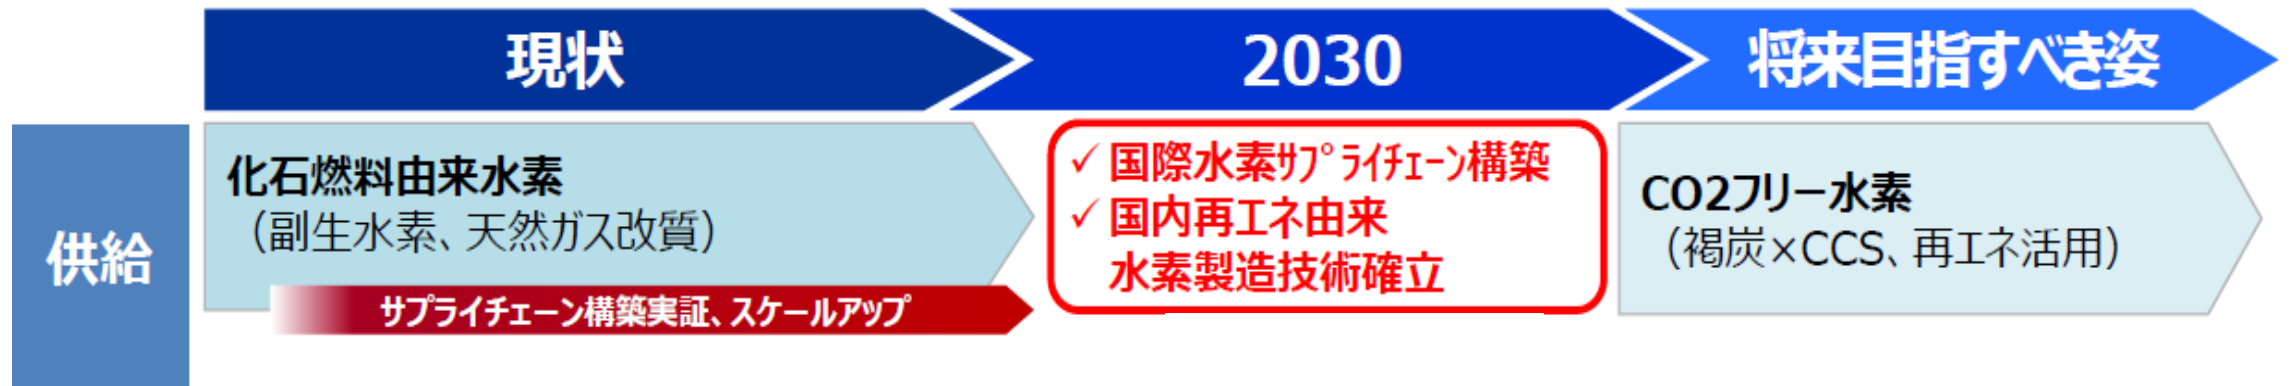 現状
2030
将来目指すべき姿
供給
化石燃料由来水素
（副生水素、天然ガス改質）
サプライチェーン構築実証、スケールアップ
✓ 国際水素ｻﾌﾟﾗｲﾁｪｰﾝ構築
✓ 国内再エネ由来
水素製造技術確立
CO2フリー水素
（褐炭×CCS、再エネ活用）